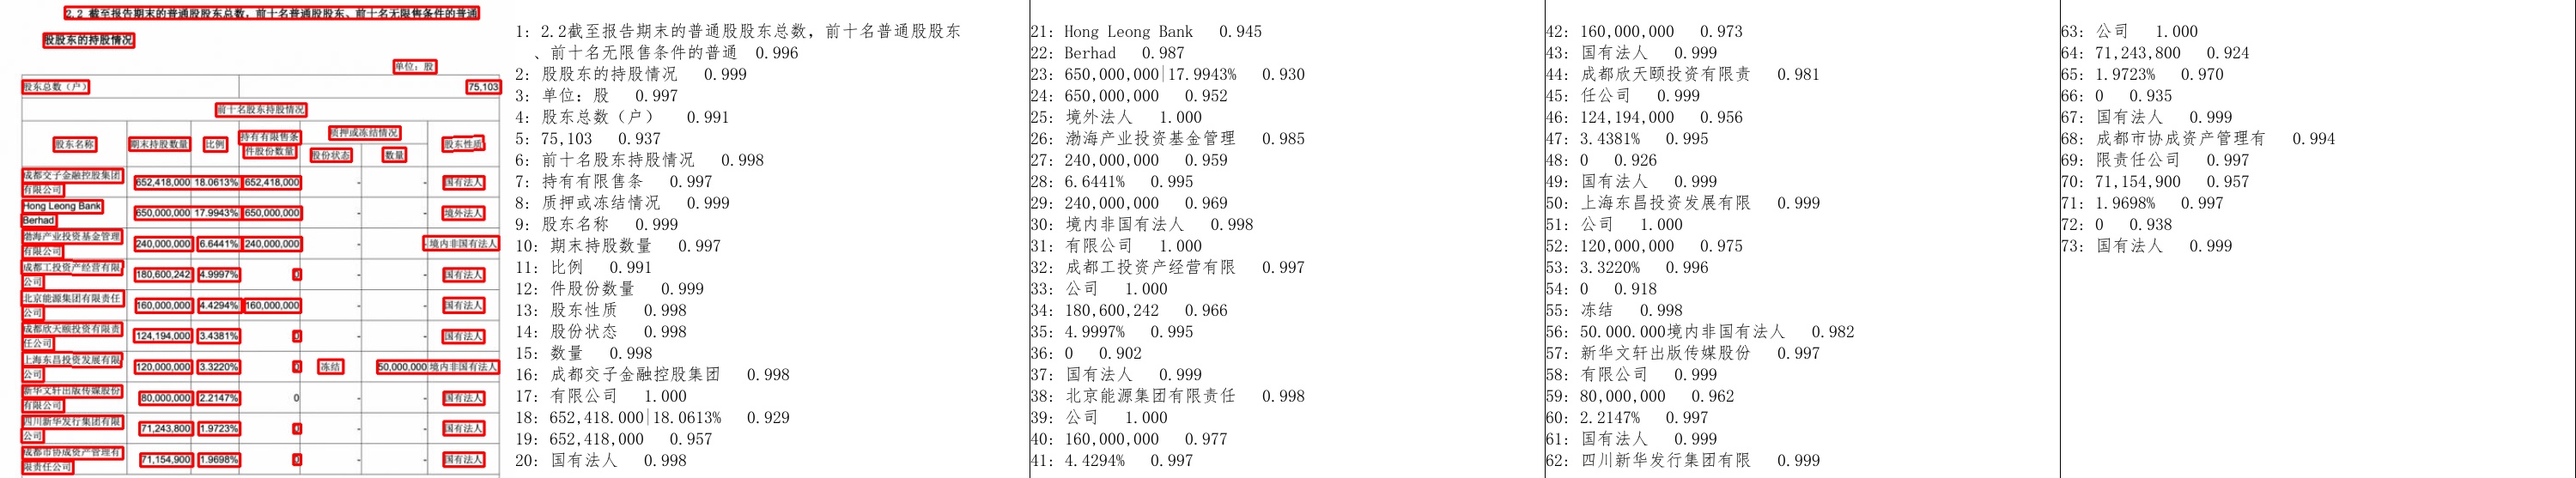 2.2 截至报告期末的普通股股东总数，前十名普通股股东、前十名无限售条件的普通
股股东的持股情况
单位：股
股东总数（户） 75,103
前十名股东持股情况
股东名称 期末持股数量 比例 持有有限售条件股份数量 质押或冻结情况 股东性质
股份状态 数量
成都交子金融控股集团有限公司 652,418,000 18.0613% 652,418,000 - - 国有法人
Hong Leong Bank Berhad 650,000,000 17.9943% 650,000,000 - - 境外法人
渤海产业投资基金管理有限公司 240,000,000 6.6441% 240,000,000 - - 境内非国有法人
成都工投资产经营有限公司 180,600,242 4.9997% 0 - - 国有法人
北京能源集团有限责任公司 160,000,000 4.4294% 160,000,000 - - 国有法人
成都欣天颐投资有限责任公司 124,194,000 3.4381% 0 - - 国有法人
上海东昌投资发展有限公司 120,000,000 3.3220% 0 冻结 50,000,000 境内非国有法人
新华文轩出版传媒股份有限公司 80,000,000 2.2147% 0 - - 国有法人
四川新华发行集团有限公司 71,243,800 1.9723% 0 - - 国有法人
成都市协成资产管理有限责任公司 71,154,900 1.9698% 0 - - 国有法人
1: 2.2截至报告期末的普通股股东总数，前十名普通股股东
、前十名无限售条件的普通 0.996
2: 股股东的持股情况 0.999
3: 单位：股 0.997
4: 股东总数（户） 0.991
5: 75,103 0.937
6: 前十名股东持股情况 0.998
7: 持有有限售条 0.997
8: 质押或冻结情况 0.999
9: 股东名称 0.999
10: 期末持股数量 0.997
11: 比例 0.991
12: 件股份数量 0.999
13: 股东性质 0.998
14: 股份状态 0.998
15: 数量 0.998
16: 成都交子金融控股集团 0.998
17: 有限公司 1.000
18: 652,418.000|18.0613% 0.929
19: 652,418,000 0.957
20: 国有法人 0.998
21: Hong Leong Bank 0.945
22: Berhad 0.987
23: 650,000,000|17.9943% 0.930
24: 650,000,000 0.952
25: 境外法人 1.000
26: 渤海产业投资基金管理 0.985
27: 240,000,000 0.959
28: 6.6441% 0.995
29: 240,000,000 0.969
30: 境内非国有法人 0.998
31: 有限公司 1.000
32: 成都工投资产经营有限 0.997
33: 公司 1.000
34: 180,600,242 0.966
35: 4.9997% 0.995
36: 0 0.902
37: 国有法人 0.999
38: 北京能源集团有限责任 0.998
39: 公司 1.000
40: 160,000,000 0.977
41: 4.4294% 0.997
42: 160,000,000 0.973
43: 国有法人 0.999
44: 成都欣天颐投资有限责 0.981
45: 任公司 0.999
46: 124,194,000 0.956
47: 3.4381% 0.995
48: 0 0.926
49: 国有法人 0.999
50: 上海东昌投资发展有限 0.999
51: 公司 1.000
52: 120,000,000 0.975
53: 3.3220% 0.996
54: 0 0.918
55: 冻结 0.998
56: 50.000.000境内非国有法人 0.982
57: 新华文轩出版传媒股份 0.997
58: 有限公司 0.999
59: 80,000,000 0.962
60: 2.2147% 0.997
61: 国有法人 0.999
62: 四川新华发行集团有限 0.999
63: 公司 1.000
64: 71,243,800 0.924
65: 1.9723% 0.970
66: 0 0.935
67: 国有法人 0.999
68: 成都市协成资产管理有 0.994
69: 限责任公司 0.997
70: 71,154,900 0.957
71: 1.9698% 0.997
72: 0 0.938
73: 国有法人 0.999